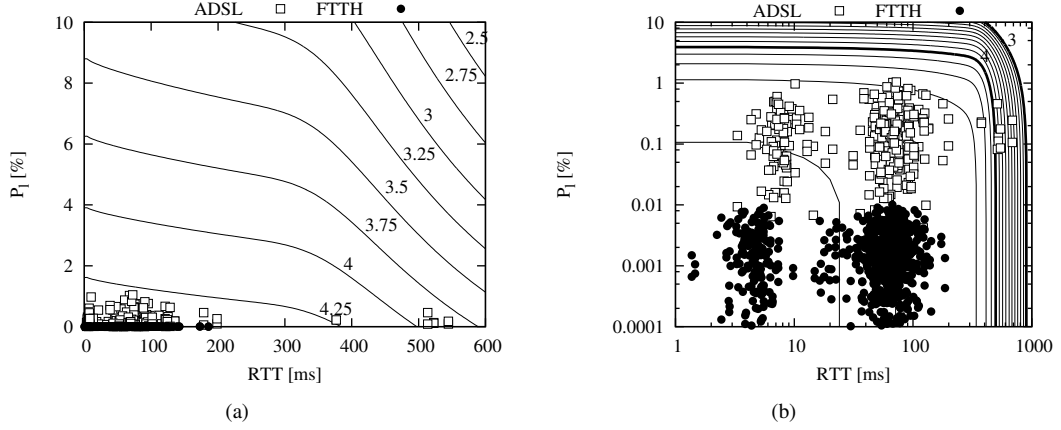 ADSL FTTH
10
8
6
4
2
0
P_l [%]
0 100 200 300 400 500 600
RTT [ms]
2.5
2.75
3
3.25
3.5
3.75
4
4.25
(a)
ADSL FTTH
10
1
0.1
0.01
0.001
0.0001
P_l [%]
1 10 100 1000
RTT [ms]
3
4
(b)